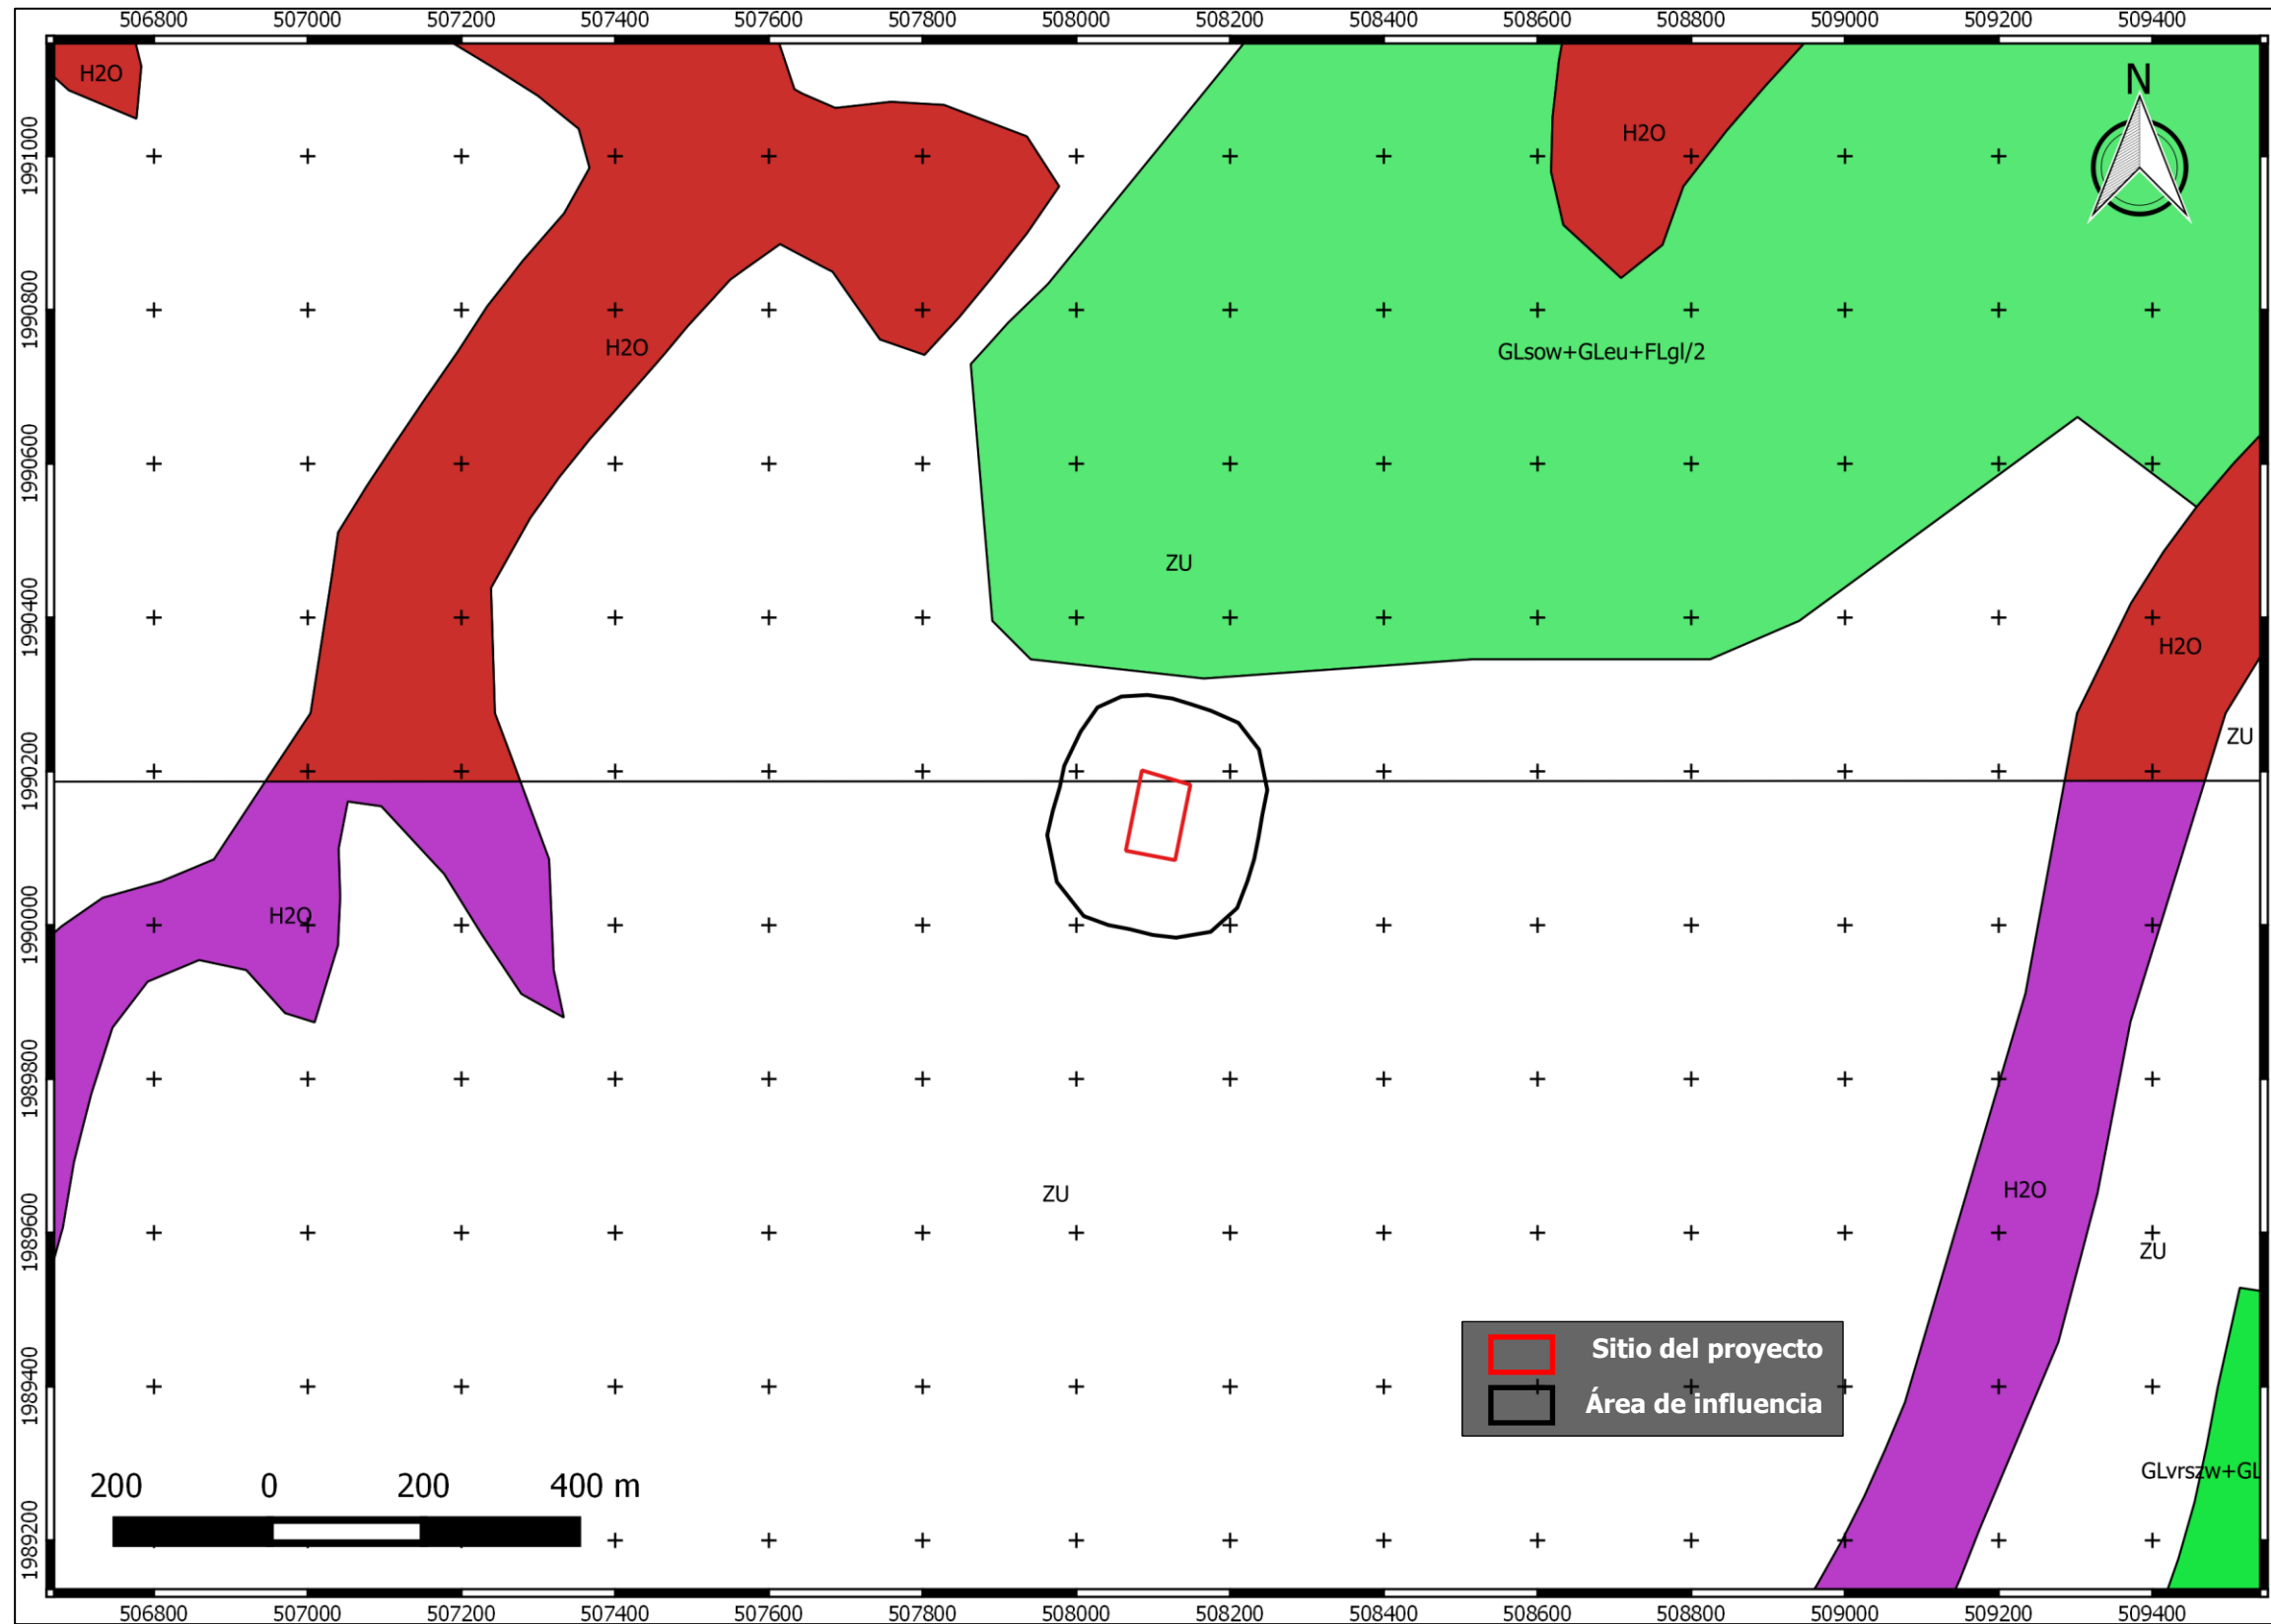 506800 507000 507200 507400 507600 507800 508000 508200 508400 508600 508800 509000 509200 509400
H2O
N
H2O
1991000
1990800
H2O
GLsow+GLeu+FLgl/2
1990600
ZU
1990400
H2O
ZU
1990200
H2O
1990000
1989800
H2O
ZU
1989600
ZU
Sitio del proyecto
1989400
Área de influencia
GLvrszw+GL
200 0 200 400 m
1989200
506800 507000 507200 507400 507600 507800 508000 508200 508400 508600 508800 509000 509200 509400